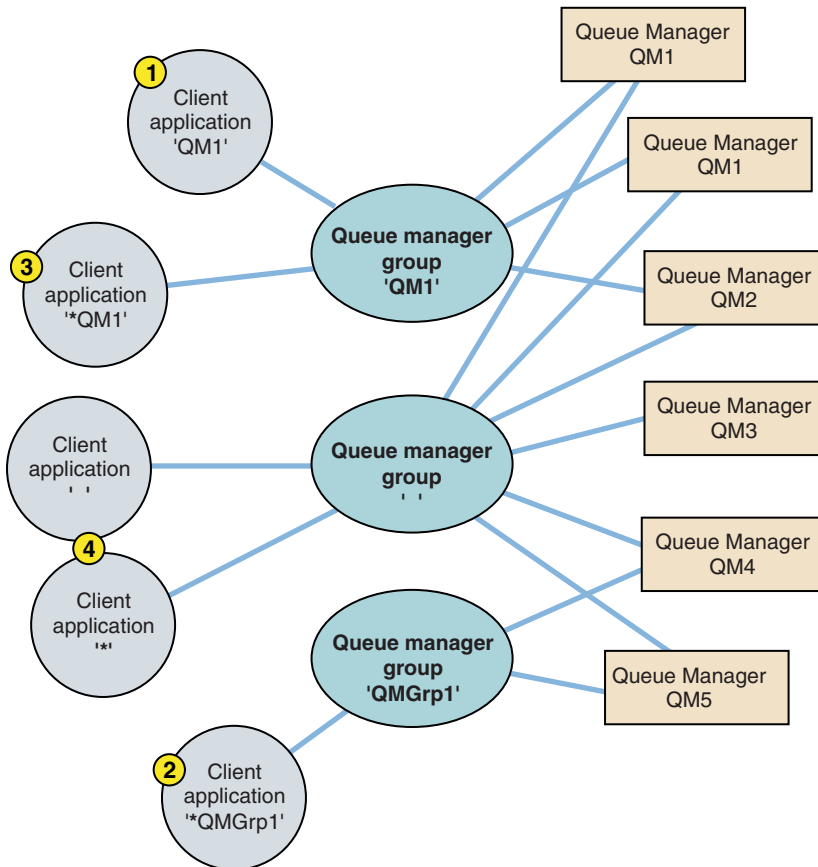 1
Client
application
'QM1'
3
Client
application
'*QM1'
Client
application
' '
4
Client
application
'*'
2
Client
application
'*QMGrp1'
Queue manager
group
'QM1'
Queue manager
group
' '
Queue manager
group
'QMGrp1'
Queue Manager
QM1
Queue Manager
QM1
Queue Manager
QM2
Queue Manager
QM3
Queue Manager
QM4
Queue Manager
QM5